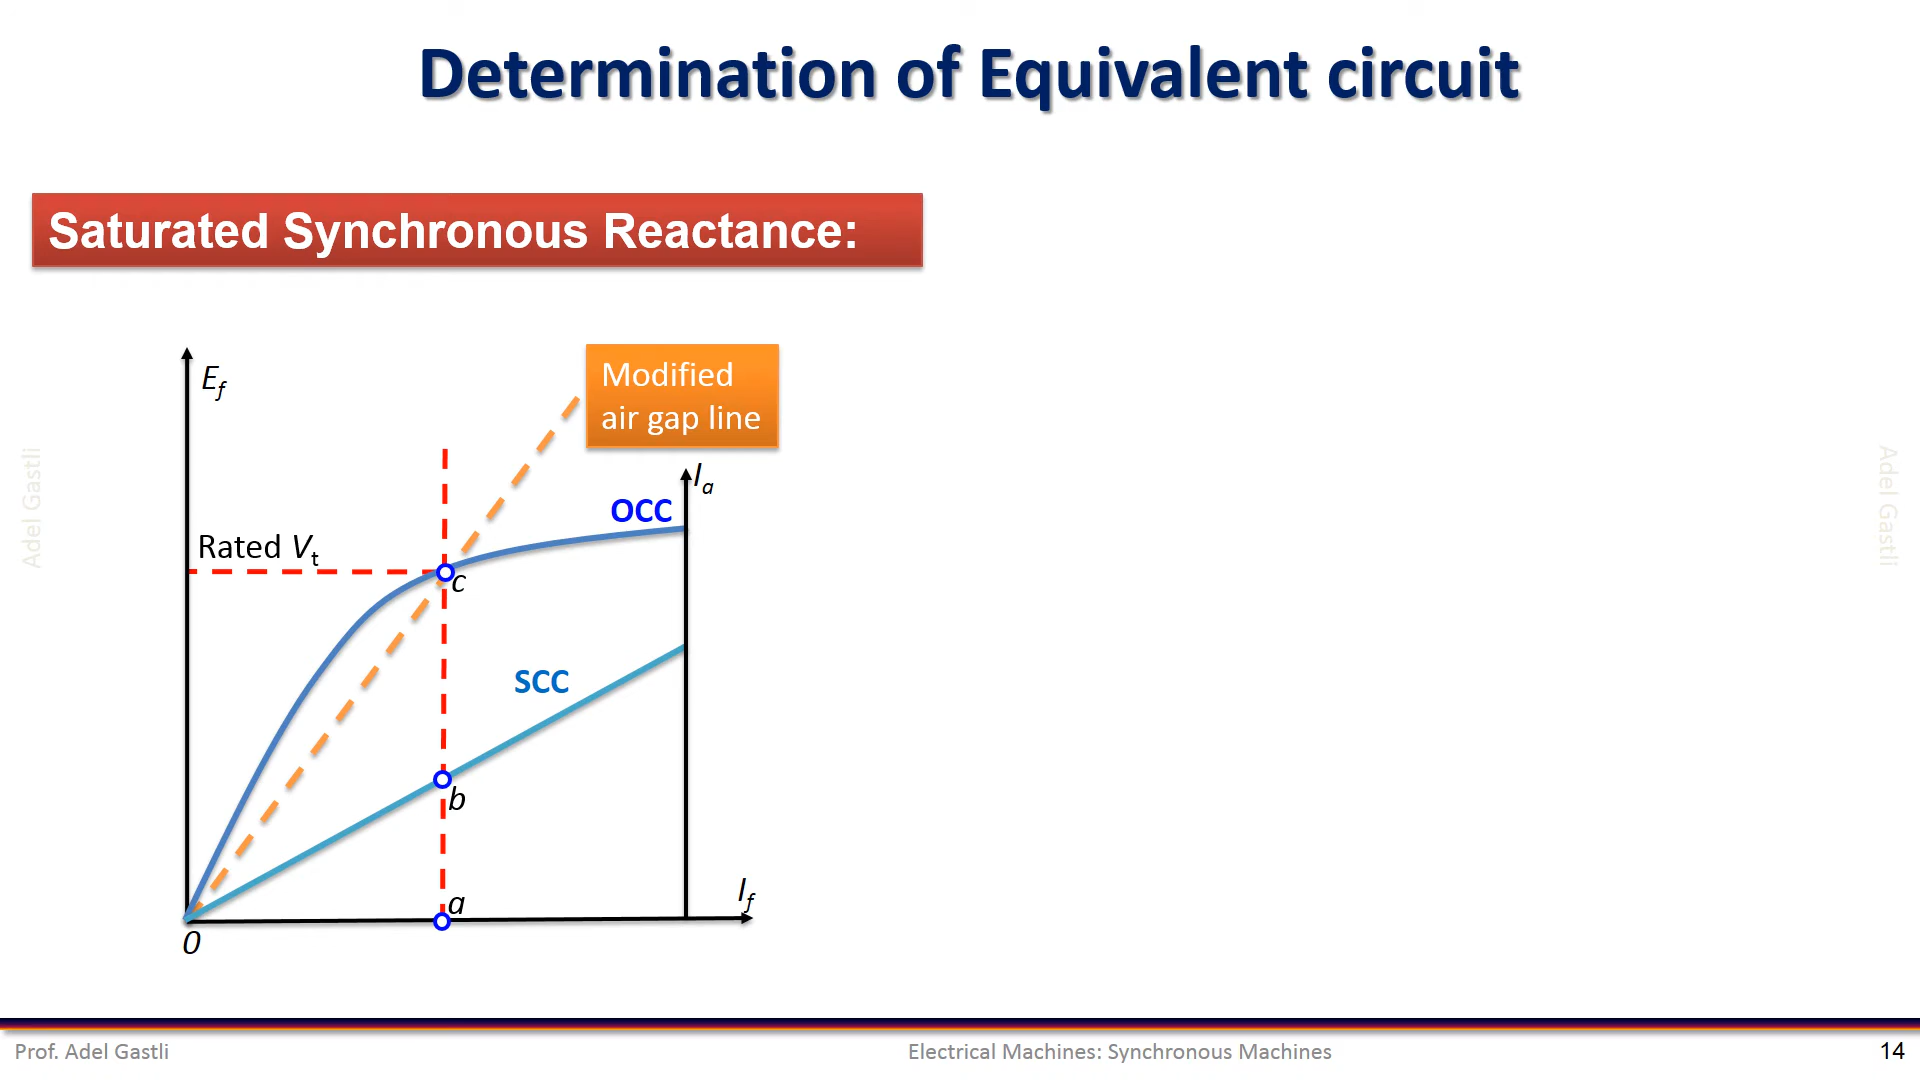 Determination of Equivalent circuit
Saturated Synchronous Reactance:
Modified
air gap line
E_f
I_a
OCC
Rated V_t
c
SCC
b
a
I_f
0
Adel Gastli
Adel Gastli
Prof. Adel Gastli
Electrical Machines: Synchronous Machines
14